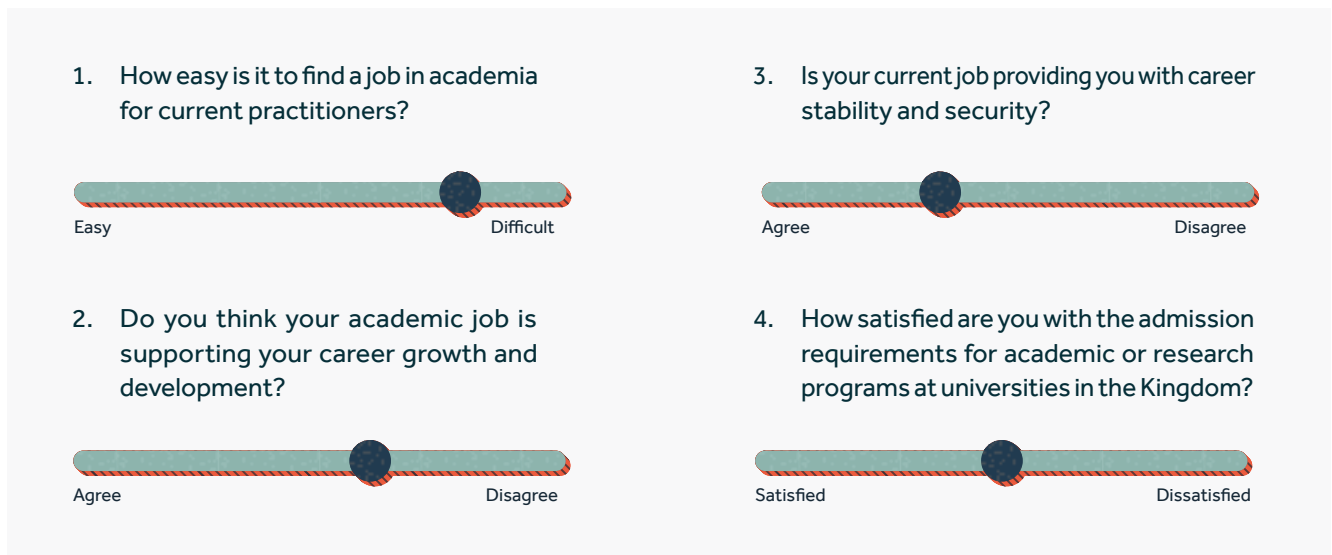 1. How easy is it to find a job in academia
for current practitioners?
Easy
Difficult
2. Do you think your academic job is
supporting your career growth and
development?
Agree
Disagree
3. Is your current job providing you with career
stability and security?
Agree
Disagree
4. How satisfied are you with the admission
requirements for academic or research
programs at universities in the Kingdom?
Satisfied
Dissatisfied